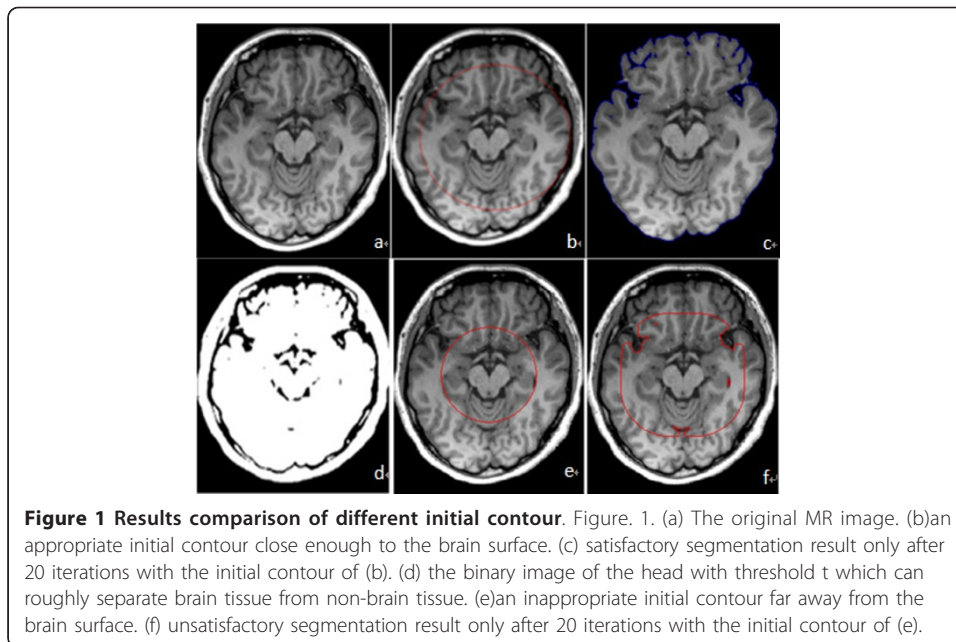 a
b
c
d
e
f
Figure 1 Results comparison of different initial contour. Figure. 1. (a) The original MR image. (b)an
appropriate initial contour close enough to the brain surface. (c) satisfactory segmentation result only after
20 iterations with the initial contour of (b). (d) the binary image of the head with threshold t which can
roughly separate brain tissue from non-brain tissue. (e)an inappropriate initial contour far away from the
brain surface. (f) unsatisfactory segmentation result only after 20 iterations with the initial contour of (e).